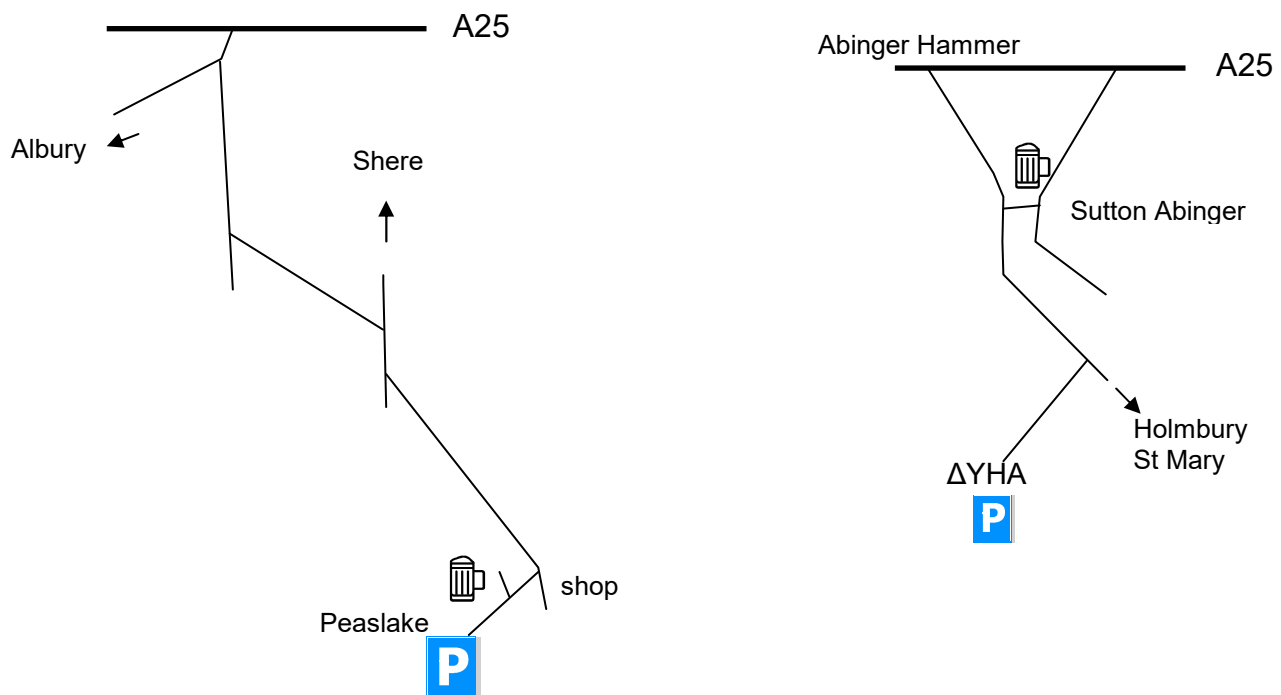 A25
Albury
Shere
shop
Peaslake
P
Abinger Hammer
A25
Sutton Abinger
Holmbury
St Mary
ΔYHA
P